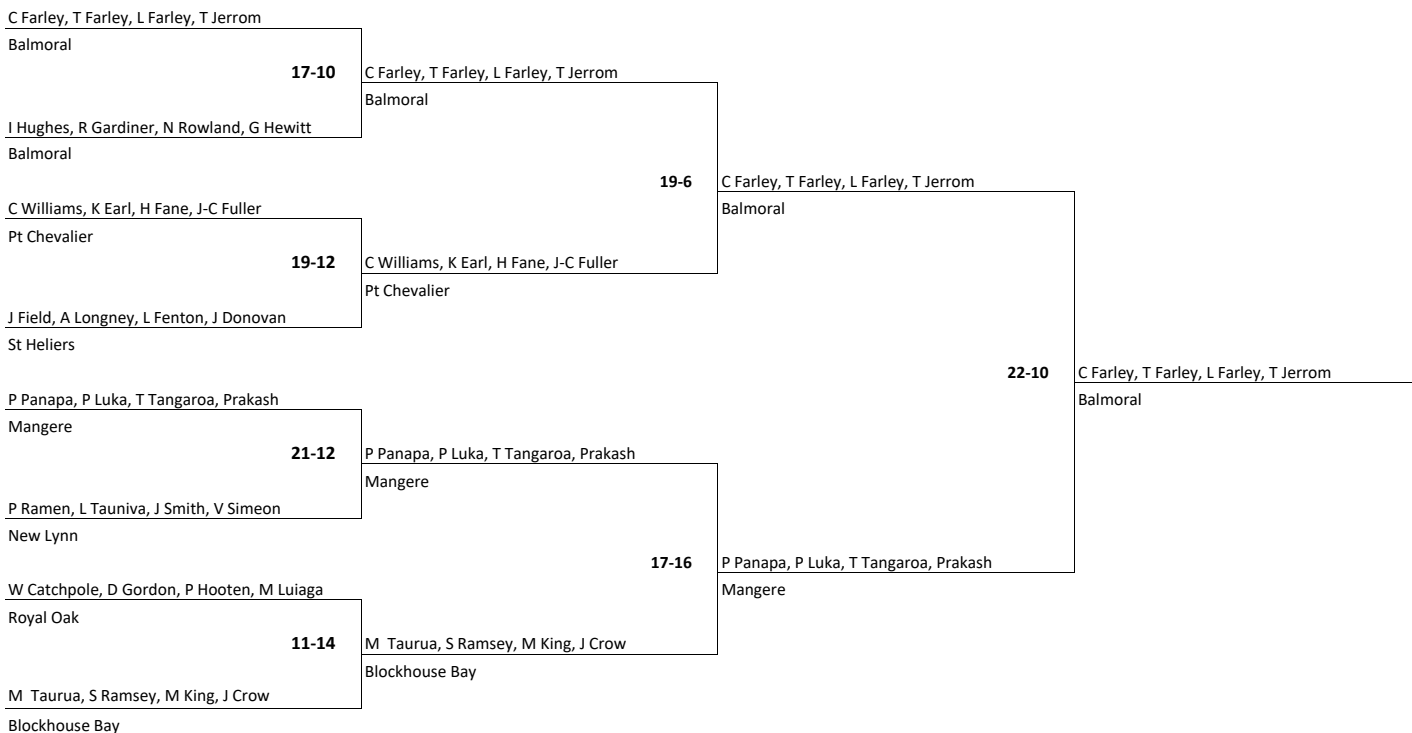 C Farley, T Farley, L Farley, T Jerrom
Balmoral
17-10
C Farley, T Farley, L Farley, T Jerrom
Balmoral
I Hughes, R Gardiner, N Rowland, G Hewitt
Balmoral
19-6
C Farley, T Farley, L Farley, T Jerrom
Balmoral
C Williams, K Earl, H Fane, J-C Fuller
Pt Chevalier
19-12
C Williams, K Earl, H Fane, J-C Fuller
Pt Chevalier
J Field, A Longney, L Fenton, J Donovan
St Heliers
22-10
C Farley, T Farley, L Farley, T Jerrom
Balmoral
P Panapa, P Luka, T Tangaroa, Prakash
Mangere
21-12
P Panapa, P Luka, T Tangaroa, Prakash
Mangere
P Ramen, L Tauniva, J Smith, V Simeon
New Lynn
17-16
P Panapa, P Luka, T Tangaroa, Prakash
Mangere
W Catchpole, D Gordon, P Hooten, M Luiaga
Royal Oak
11-14
M  Taurua, S Ramsey, M King, J Crow
Blockhouse Bay
M  Taurua, S Ramsey, M King, J Crow
Blockhouse Bay